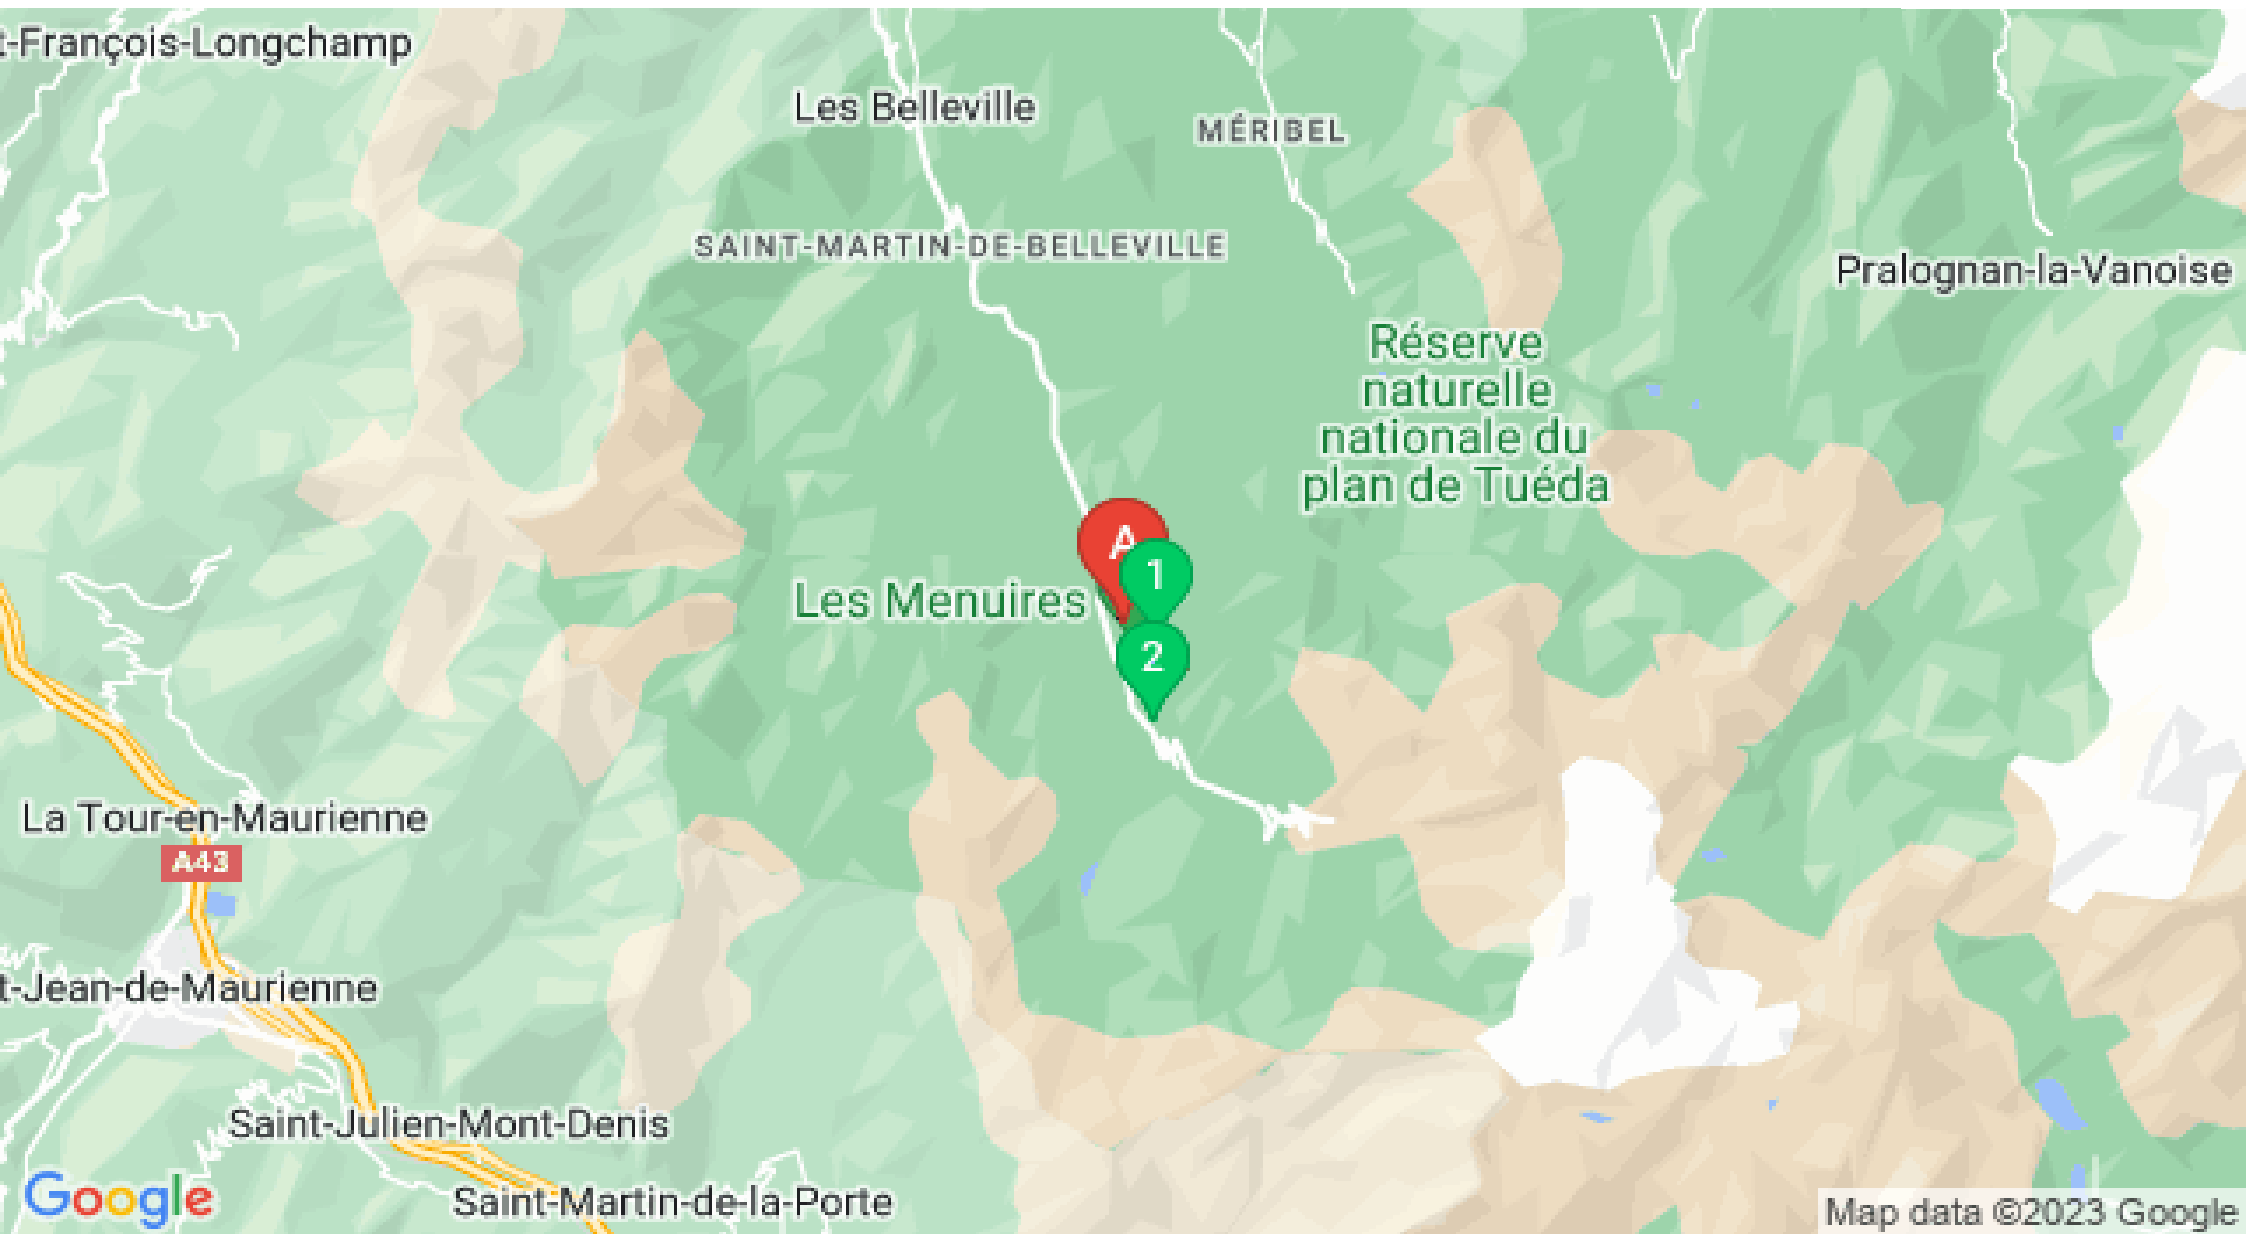 t-François-Longchamp
Les Belleville
MÉRIBEL
SAINT-MARTIN-DE-BELLEVILLE
Pralognan-la-Vanoise
Réserve
naturelle
nationale du
plan de Tuéda
A
1
Les Menuires
2
La Tour-en-Maurienne
A43
t-Jean-de-Maurienne
Saint-Julien-Mont-Denis
Saint-Martin-de-la-Porte
Google
Map data ©2023 Google